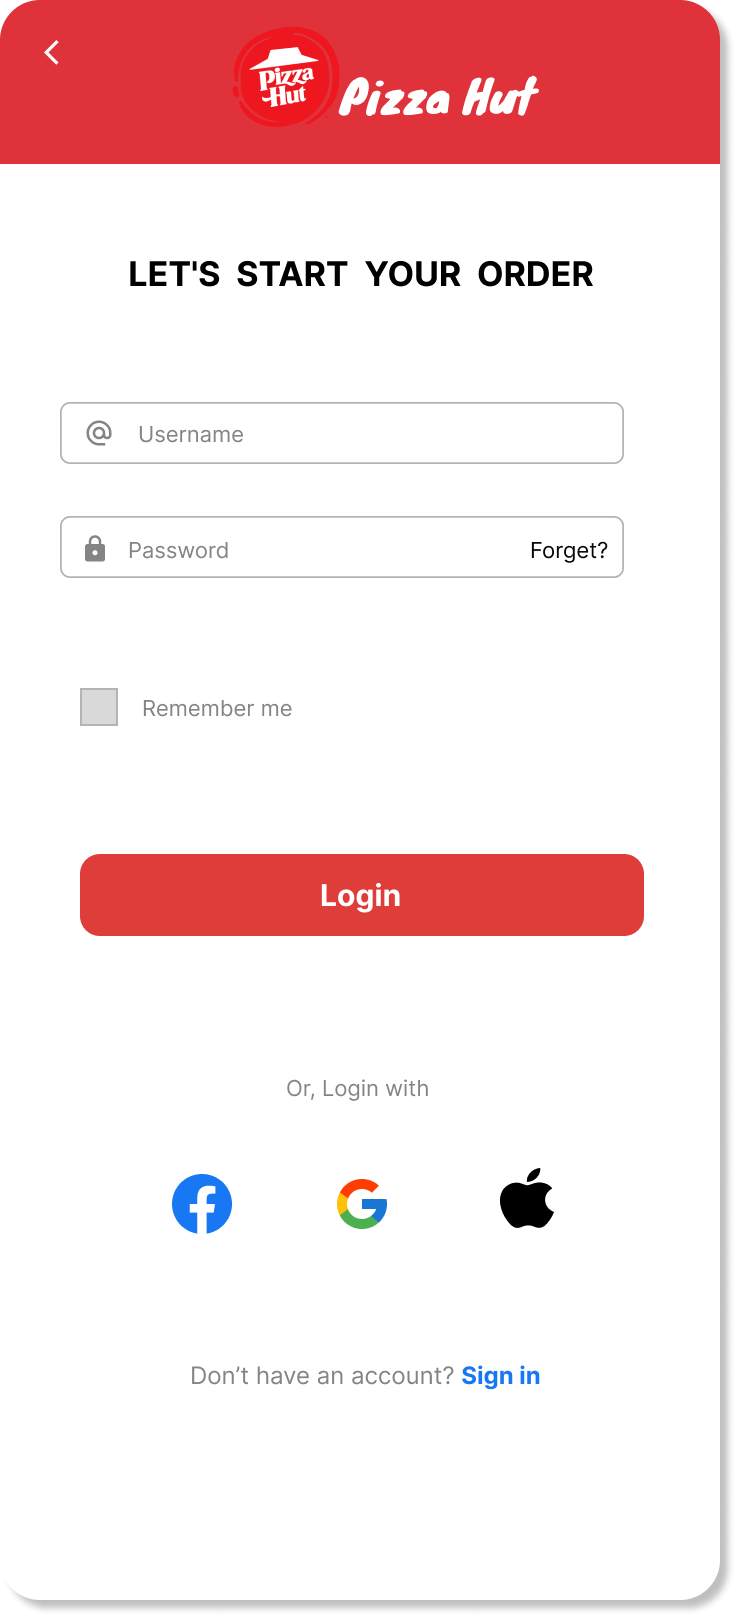 Pizza
Hut
Pizza Hut
LET'S START YOUR ORDER
Username
Password
Forget?
Remember me
Login
Or, Login with
Don’t have an account? Sign in